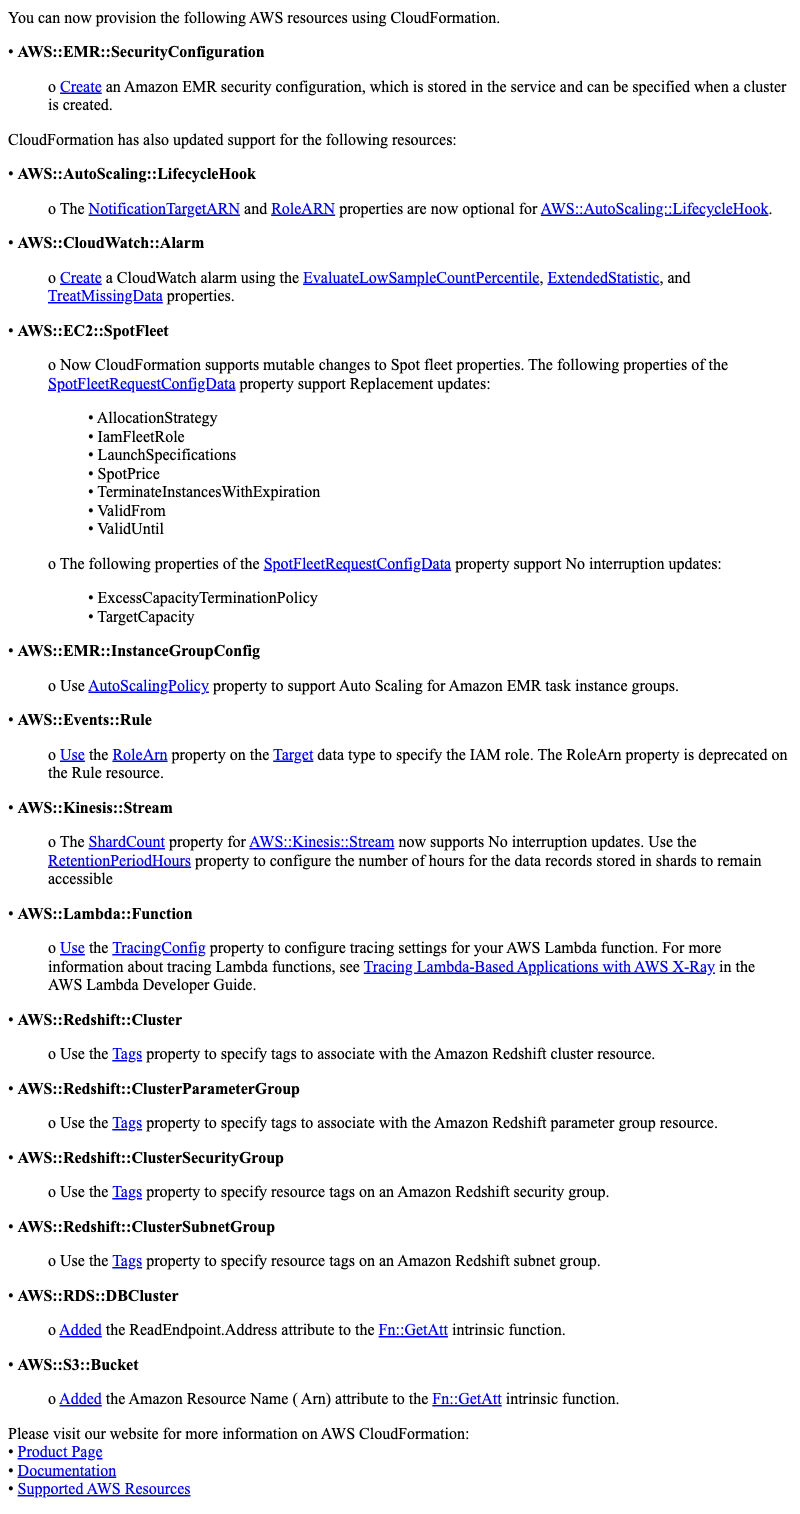 You can now provision the following AWS resources using CloudFormation.
• AWS::EMR::SecurityConfiguration
o Create an Amazon EMR security configuration, which is stored in the service and can be specified when a cluster
is created.
CloudFormation has also updated support for the following resources:
• AWS::AutoScaling::LifecycleHook
o The NotificationTargetARN and RoleARN properties are now optional for AWS::AutoScaling::LifecycleHook.
• AWS::CloudWatch::Alarm
o Create a CloudWatch alarm using the EvaluateLowSampleCountPercentile, ExtendedStatistic, and
TreatMissingData properties.
• AWS::EC2::SpotFleet
o Now CloudFormation supports mutable changes to Spot fleet properties. The following properties of the
SpotFleetRequestConfigData property support Replacement updates:
• AllocationStrategy
• IamFleetRole
• LaunchSpecifications
• SpotPrice
• TerminateInstancesWithExpiration
• ValidFrom
• ValidUntil
o The following properties of the SpotFleetRequestConfigData property support No interruption updates:
• ExcessCapacityTerminationPolicy
• TargetCapacity
• AWS::EMR::InstanceGroupConfig
o Use AutoScalingPolicy property to support Auto Scaling for Amazon EMR task instance groups.
• AWS::Events::Rule
o Use the RoleArn property on the Target data type to specify the IAM role. The RoleArn property is deprecated on
the Rule resource.
• AWS::Kinesis::Stream
o The ShardCount property for AWS::Kinesis::Stream now supports No interruption updates. Use the
RetentionPeriodHours property to configure the number of hours for the data records stored in shards to remain
accessible
• AWS::Lambda::Function
o Use the TracingConfig property to configure tracing settings for your AWS Lambda function. For more
information about tracing Lambda functions, see Tracing Lambda-Based Applications with AWS X-Ray in the
AWS Lambda Developer Guide.
• AWS::Redshift::Cluster
o Use the Tags property to specify tags to associate with the Amazon Redshift cluster resource.
• AWS::Redshift::ClusterParameterGroup
o Use the Tags property to specify tags to associate with the Amazon Redshift parameter group resource.
• AWS::Redshift::ClusterSecurityGroup
o Use the Tags property to specify resource tags on an Amazon Redshift security group.
• AWS::Redshift::ClusterSubnetGroup
o Use the Tags property to specify resource tags on an Amazon Redshift subnet group.
• AWS::RDS::DBCluster
o Added the ReadEndpoint.Address attribute to the Fn::GetAtt intrinsic function.
• AWS::S3::Bucket
o Added the Amazon Resource Name ( Arn) attribute to the Fn::GetAtt intrinsic function.
Please visit our website for more information on AWS CloudFormation:
• Product Page
• Documentation
• Supported AWS Resources